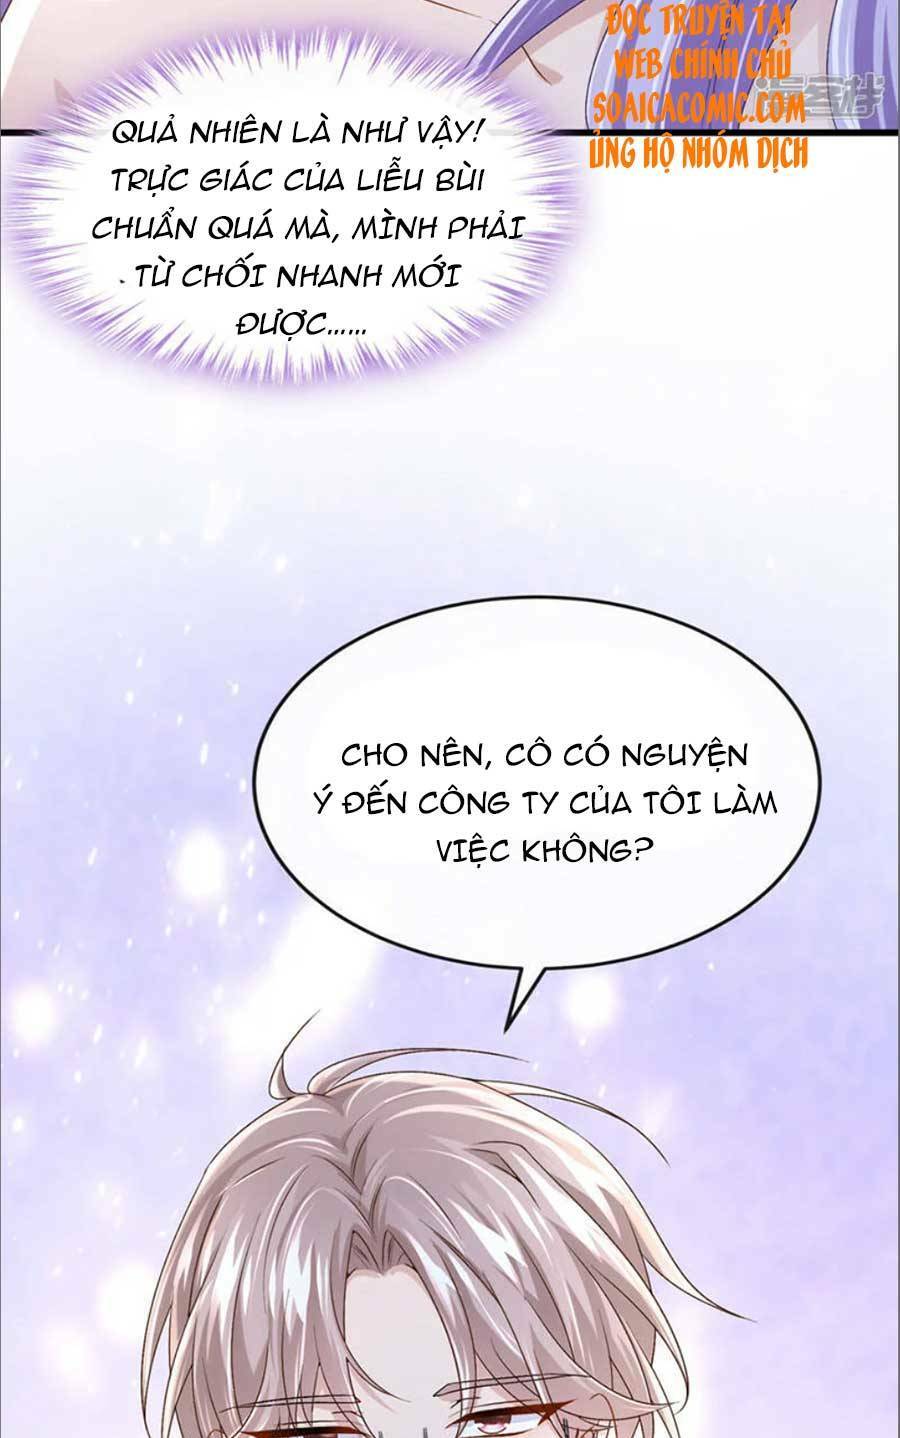 ĐỌC TRUYỆN TẠI
WEB CHÍNH CHỦ
SOAICACOMIC.COM
ỦNG HỘ NHÓM DỊCH
QUẢ NHIÊN LÀ NHƯ VẬY!
TRỰC GIÁC CỦA LIỄU BÙI
CHUẨN QUÁ MÀ, MÌNH PHẢI
TỪ CHỐI NHANH MỚI
ĐƯỢC......
CHO NÊN, CÔ CÓ NGUYỆN
Ý ĐẾN CÔNG TY CỦA TÔI LÀM
VIỆC KHÔNG?